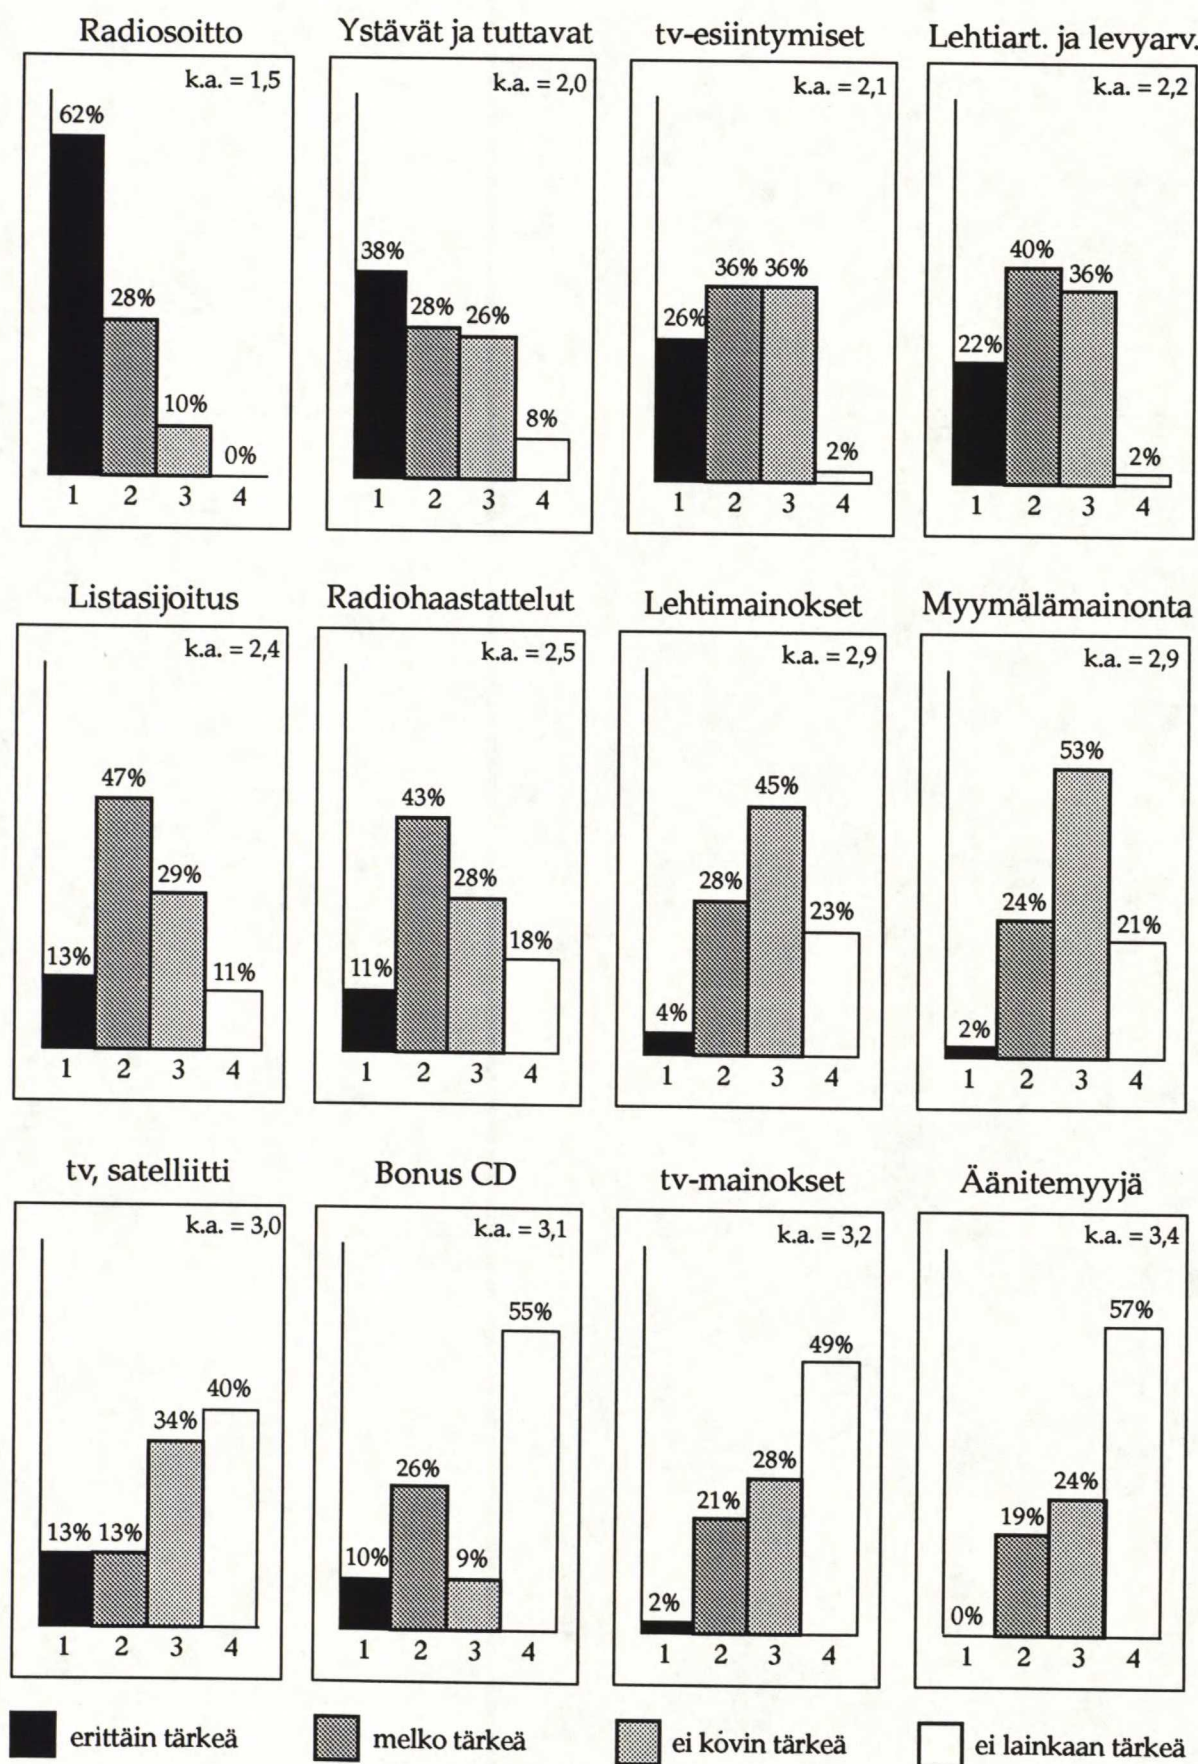 Radiosoitto
k.a. = 1,5
62%
28%
10%
0%
1 2 3 4
Ystävät ja tuttavat
k.a. = 2,0
38%
28%
26%
8%
1 2 3 4
tv-esiintymiset
k.a. = 2,1
26%
36% 36%
2%
1 2 3 4
Lehtiart. ja levyarv.
k.a. = 2,2
22%
40%
36%
2%
1 2 3 4
Listasijoitus
k.a. = 2,4
13%
47%
29%
11%
1 2 3 4
Radiohaastattelut
k.a. = 2,5
11%
43%
28%
18%
1 2 3 4
Lehtimainokset
k.a. = 2,9
4%
28%
45%
23%
1 2 3 4
Myymälämainonta
k.a. = 2,9
2%
24%
53%
21%
1 2 3 4
tv, satelliitti
k.a. = 3,0
13% 13%
34%
40%
1 2 3 4
Bonus CD
k.a. = 3,1
10%
26%
9%
55%
1 2 3 4
tv-mainokset
k.a. = 3,2
2%
21%
28%
49%
1 2 3 4
Äänitemyyjä
k.a. = 3,4
0%
19%
24%
57%
1 2 3 4
erittäin tärkeä
melko tärkeä
ei kovin tärkeä
ei lainkaan tärkeä